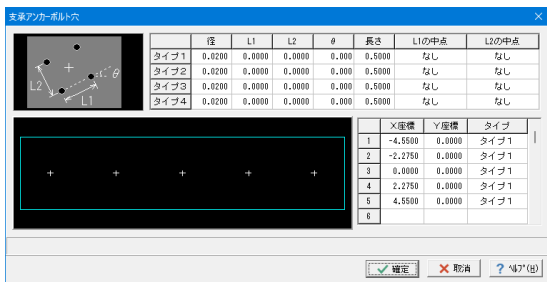 支承アンカーボルト穴
径 L1 L2 θ 長さ L1の中点 L2の中点
タイプ1 0.0200 0.0000 0.0000 0.000 0.5000 なし なし
タイプ2 0.0200 0.0000 0.0000 0.000 0.5000 なし なし
タイプ3 0.0200 0.0000 0.0000 0.000 0.5000 なし なし
タイプ4 0.0200 0.0000 0.0000 0.000 0.5000 なし なし
L2 L1 θ
X座標 Y座標 タイプ
1 -4.5500 0.0000 タイプ1
2 -2.2750 0.0000 タイプ1
3 0.0000 0.0000 タイプ1
4 2.2750 0.0000 タイプ1
5 4.5500 0.0000 タイプ1
6
確定 取消 ? ヘルプ(H)